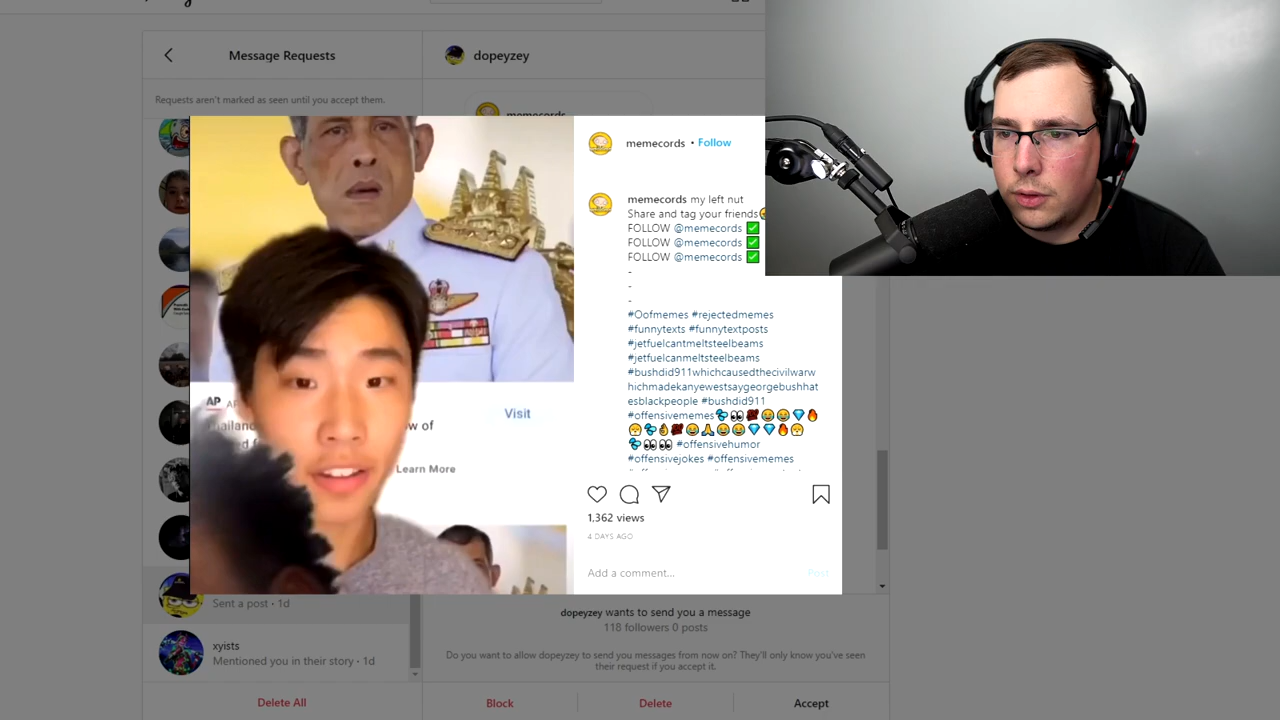 Message Requests
dopeyzey
Requests aren't marked as seen until you accept them.
memecords
memecords • Follow
memecords my left nut
Share and tag your friends
FOLLOW @memecords ✅
FOLLOW @memecords ✅
FOLLOW @memecords ✅
-
-
-
#Oofmemes #rejectedmemes
#funnytexts #funnytextposts
#jetfuelcantmeltsteelbeams
#jetfuelcanmeltsteelbeams
#bushdid911whichcausedthecivilwarw
hichmadekanyewestsaygeorgebushhat
esblackpeople #bushdid911
#offensivememes
#offensivehumor
#offensivejokes #offensivememes
AP
Visit
w of
Learn More
1,362 views
4 DAYS AGO
Add a comment...
Post
Sent a post • 1d
xyists
Mentioned you in their story • 1d
Delete All
dopeyzey wants to send you a message
118 followers 0 posts
Do you want to allow dopeyzey to send you messages from now on? They'll only know you've seen
their request if you accept it.
Block
Delete
Accept